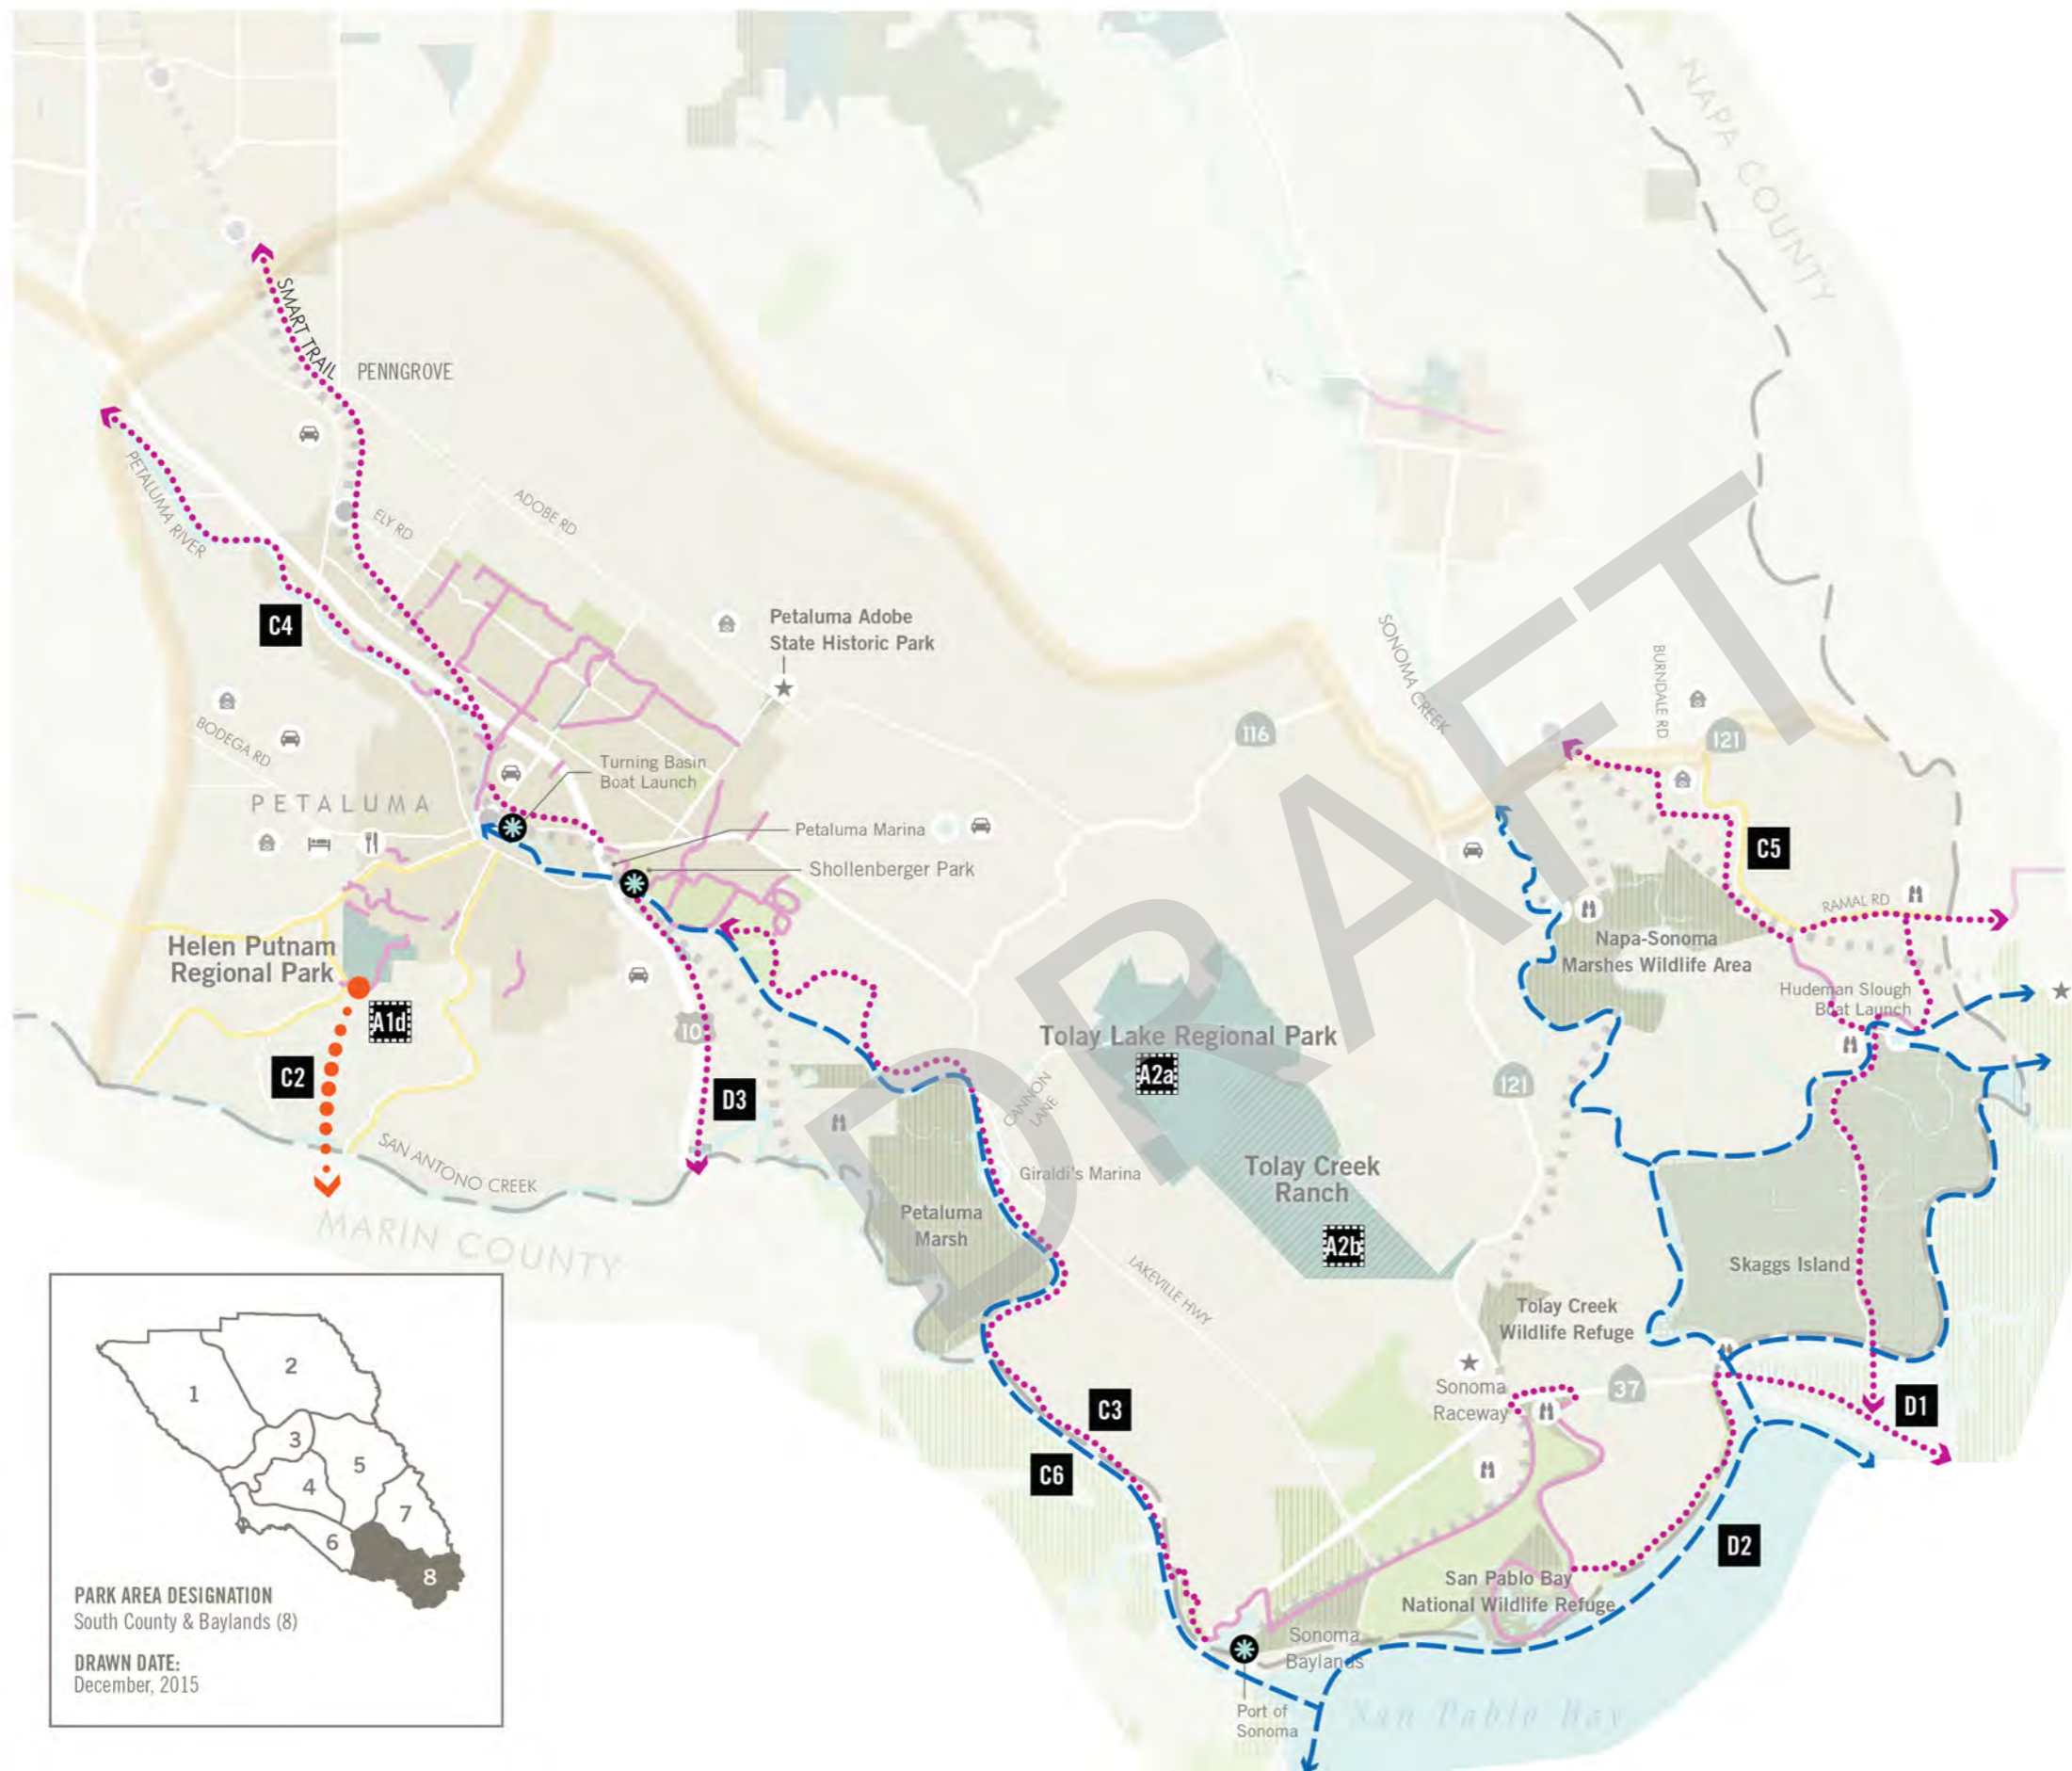 NAPA COUNTY
SMART TRAIL
PENNGROVE
PETALUMA RIVER
ELY RD
ADOBE RD
C4
Petaluma Adobe
State Historic Park
SONOMA CREEK
BURNDALE RD
BODEGA RD
116
121
Turning Basin
Boat Launch
PETALUMA
Petaluma Marina
Shollenberger Park
C5
RAMAL RD
Helen Putnam
Regional Park
Napa-Sonoma
Marshes Wildlife Area
Hudeman Slough
Boat Launch
A1d
10
Tolay Lake Regional Park
A2a
C2
D3
121
CANNON
LANE
SAN ANTONO CREEK
Giraldi's Marina
Tolay Creek
Ranch
A2b
MARIN COUNTY
Petaluma
Marsh
LAKEVILLE HWY
Skaggs Island
Tolay Creek
Wildlife Refuge
Sonoma
Raceway
37
C3
D1
C6
D2
San Pablo Bay
National Wildlife Refuge
Sonoma
Baylands
Port of
Sonoma
San Pablo Bay
DRAFT
1
2
3
4
5
6
7
8
PARK AREA DESIGNATION
South County & Baylands (8)
DRAWN DATE:
December, 2015